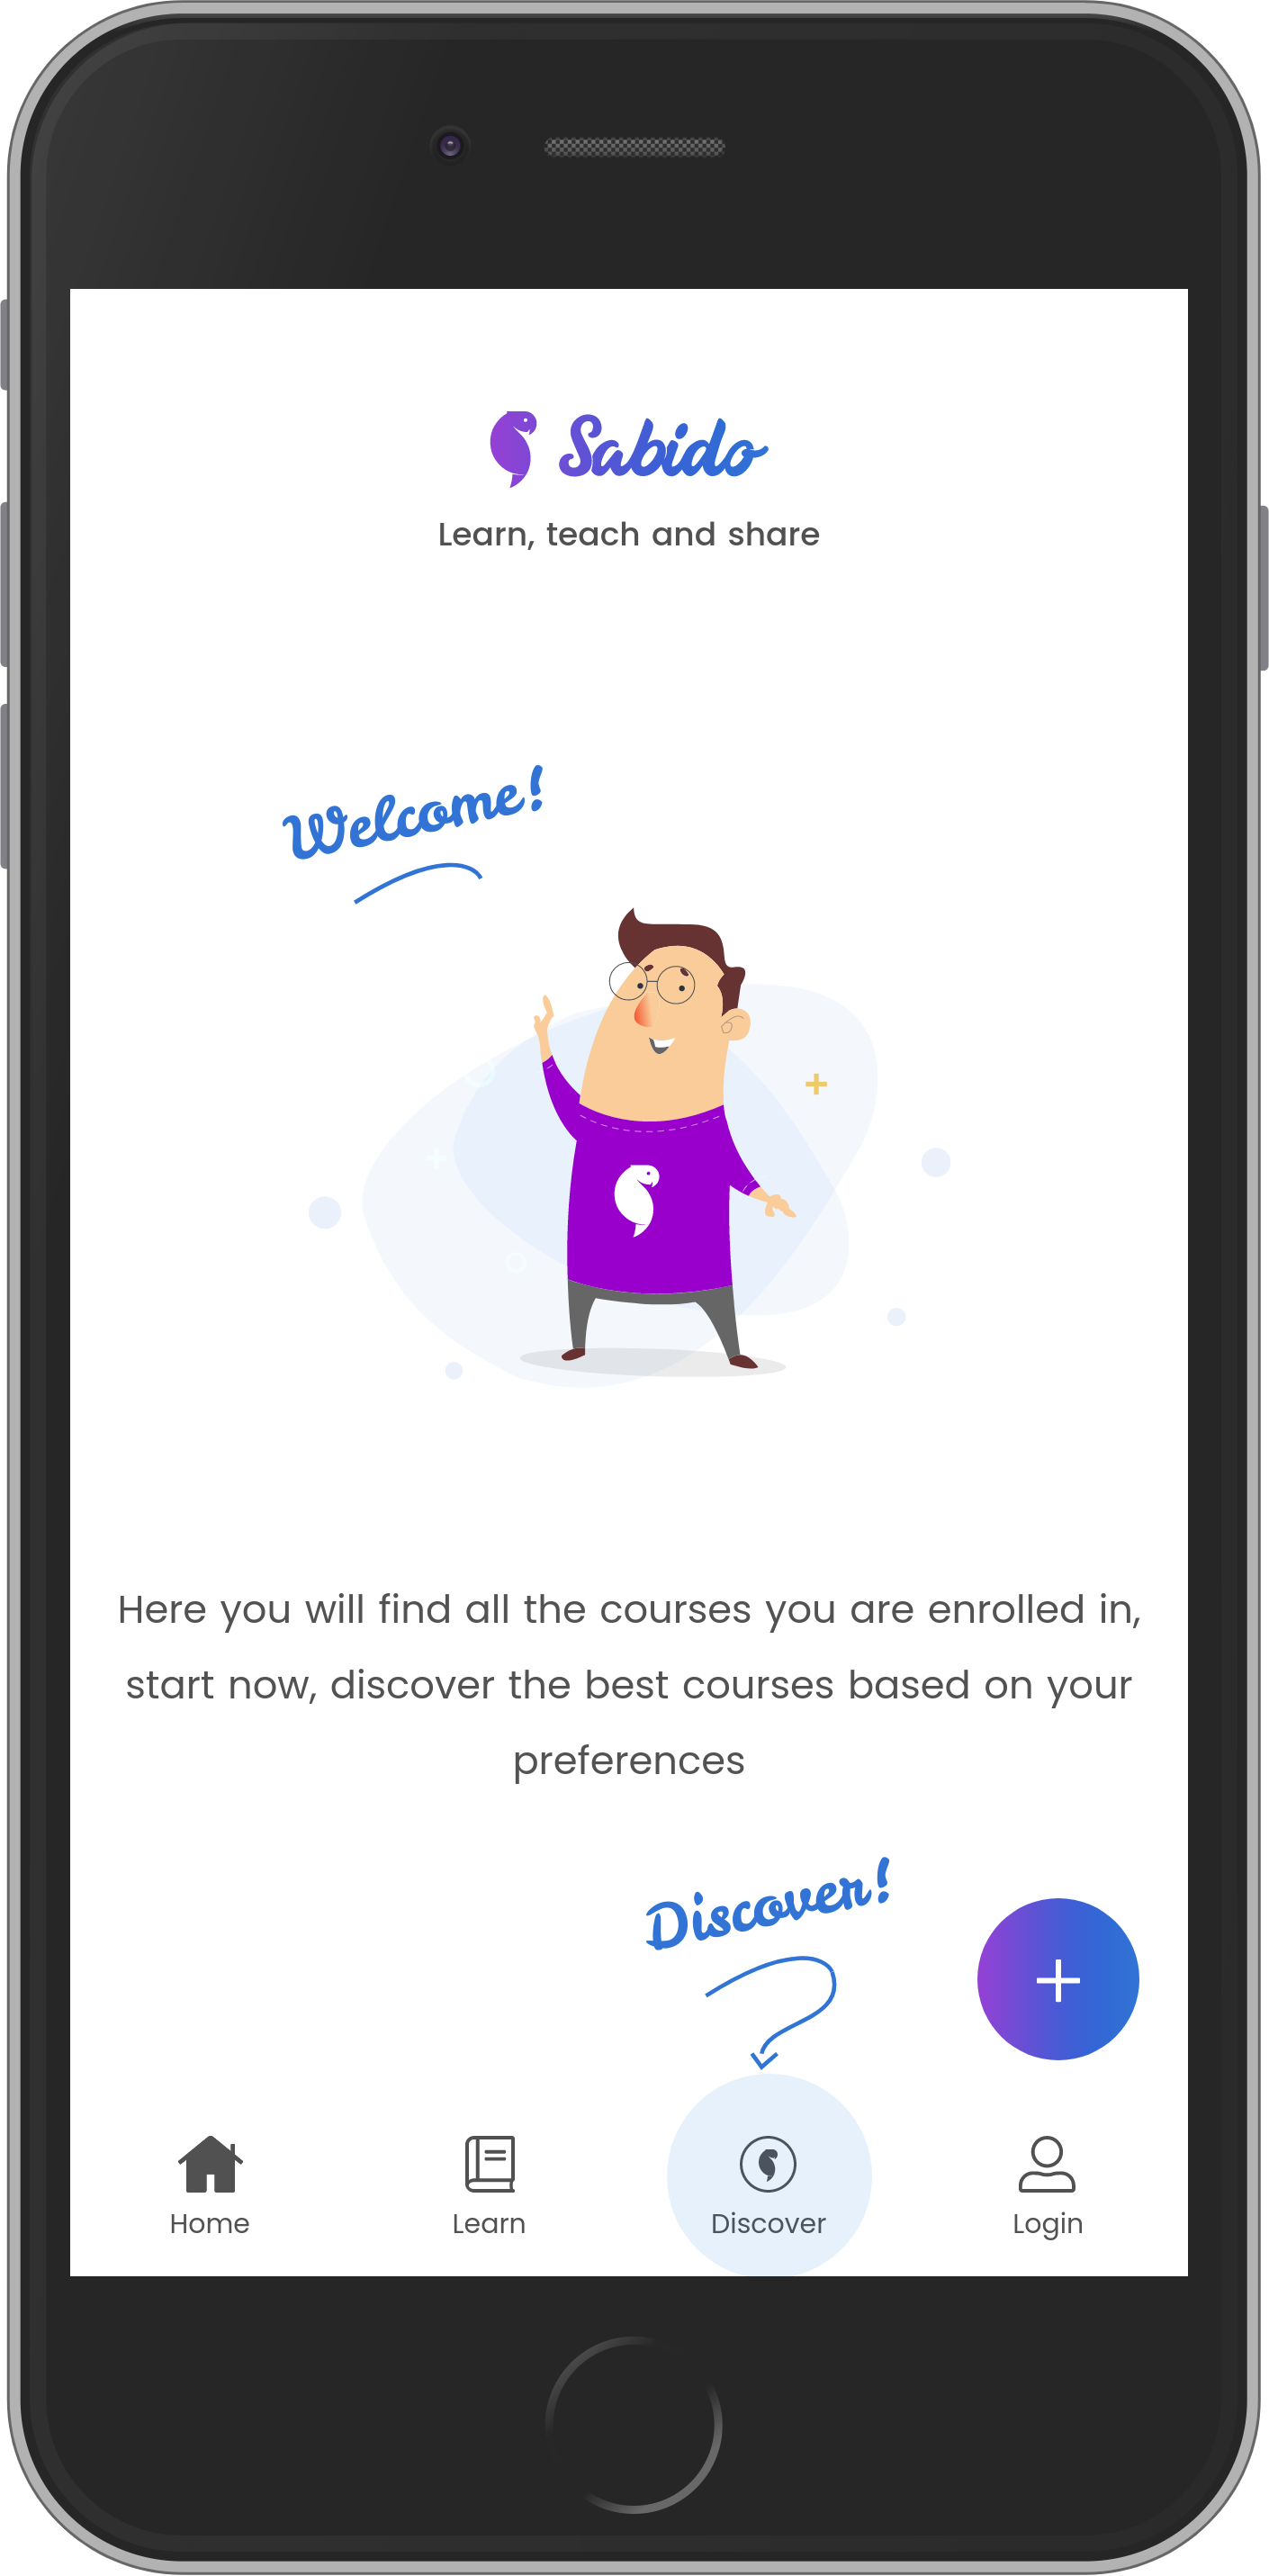 Sabido
Learn, teach and share
Welcome!
Here you will find all the courses you are enrolled in,
start now, discover the best courses based on your
preferences
Discover!
Home
Learn
Discover
Login